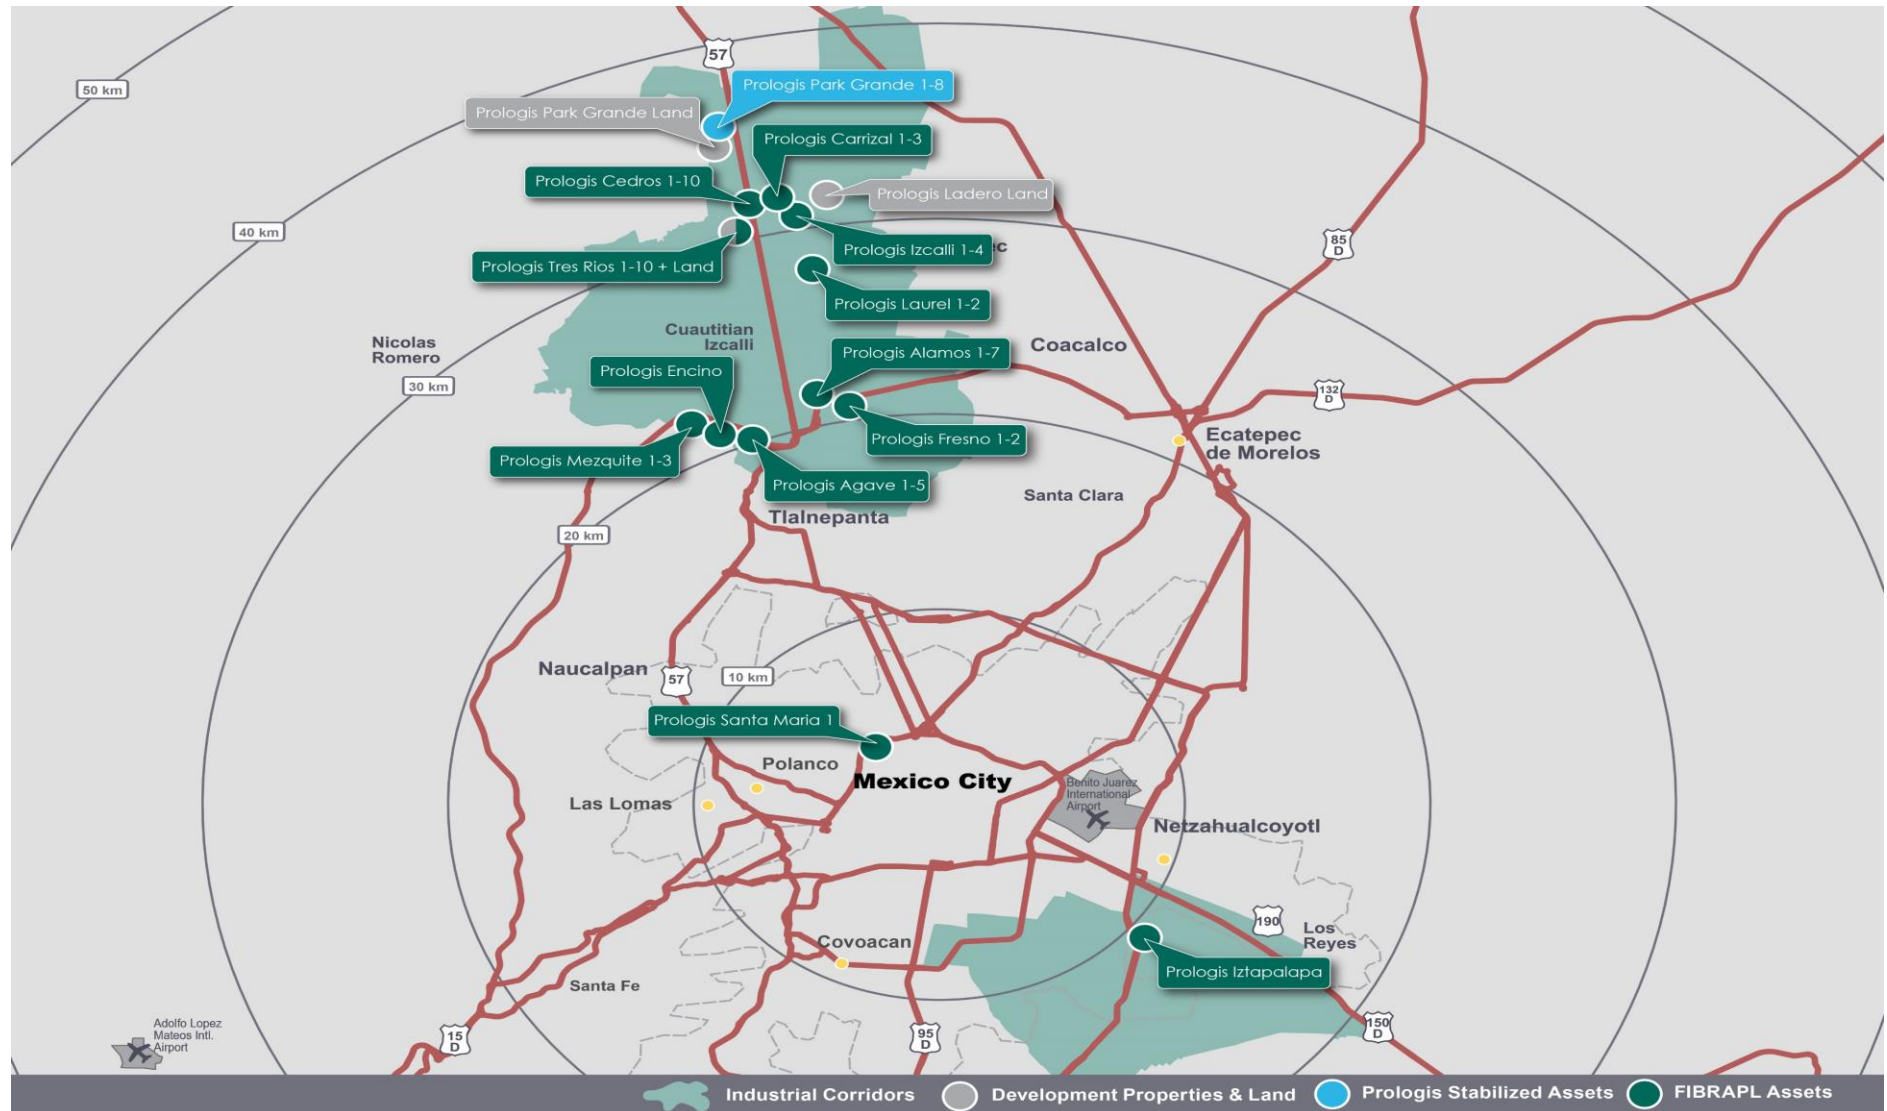 57
50 km
Prologis Park Grande 1-8
Prologis Park Grande Land
Prologis Carrizal 1-3
Prologis Cedros 1-10
Prologis Ladero Land
40 km
Prologis Izcalli 1-4
ec
85
D
Prologis Tres Rios 1-10 + Land
Prologis Laurel 1-2
Cuautitian
Izcalli
Nicolas
Romero
Prologis Alamos 1-7
Coacalco
Prologis Encino
30 km
132
D
Prologis Fresno 1-2
Ecatepec
de Morelos
Prologis Mezquite 1-3
Prologis Agave 1-5
Santa Clara
Tlalnepanta
20 km
Naucalpan
57
10 km
Prologis Santa Maria 1
Polanco
Mexico City
Benito Juarez
International
Airport
Las Lomas
Netzahualcoyotl
190
Los
Reyes
Covoacan
Prologis Iztapalapa
Santa Fe
Adolfo Lopez
Mateos Intl.
Airport
15
D
95
D
150
D
Industrial Corridors
Development Properties & Land
Prologis Stabilized Assets
FIBRAPL Assets